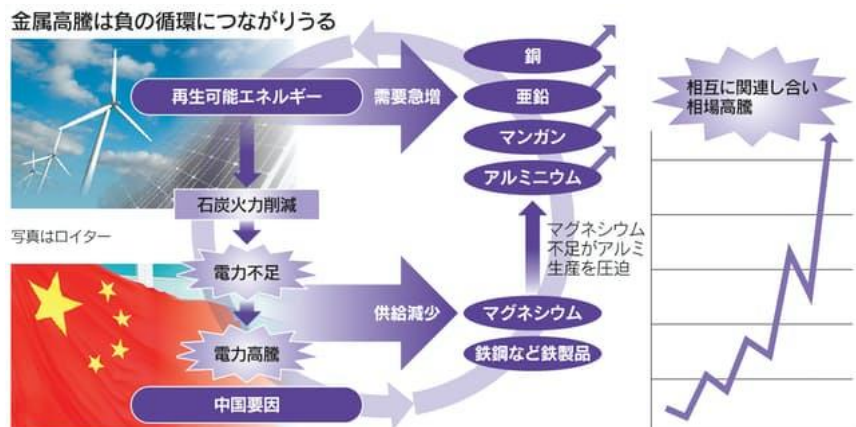 金属高騰は負の循環につながりうる
再生可能エネルギー
需要急増
銅
亜鉛
マンガン
アルミニウム
相互に関連し合い
相場高騰
石炭火力削減
写真はロイター
電力不足
マグネシウム
不足がアルミ
生産を圧迫
供給減少
マグネシウム
鉄鋼など鉄製品
電力高騰
中国要因